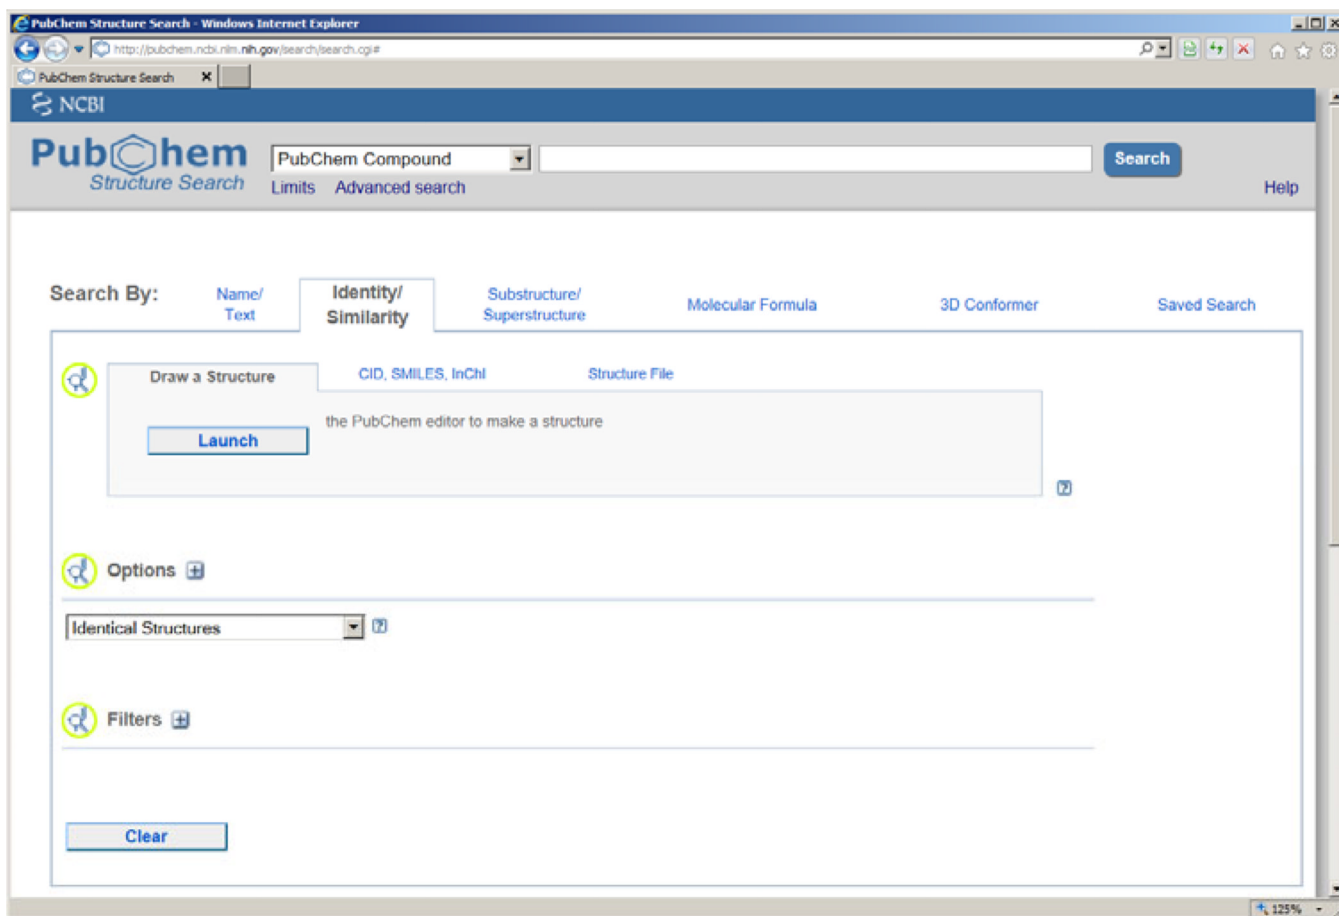 PubChem Structure Search - Windows Internet Explorer
http://pubchem.ncbi.nlm.nih.gov/search/search.cgi#
PubChem Structure Search
NCBI
PubChem
Structure Search
PubChem Compound
Search
Limits Advanced search
Help
Search By:
Name/
Text
Identity/
Similarity
Substructure/
Superstructure
Molecular Formula
3D Conformer
Saved Search
Draw a Structure
CID, SMILES, InChI
Structure File
Launch
the PubChem editor to make a structure
?
Options
Identical Structures
?
Filters
Clear
125%